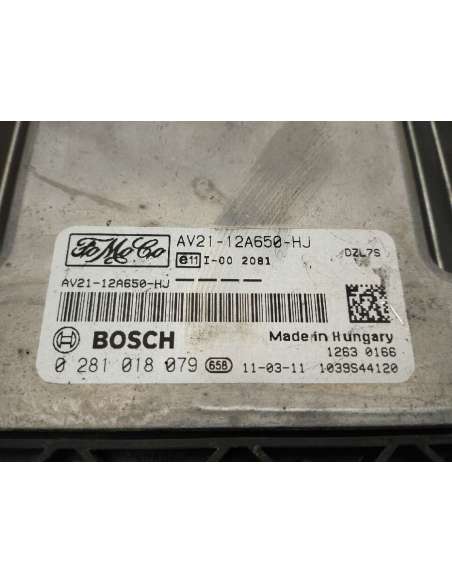 FoMoCo AV21-12A650-HJ
e11 I-00 2081 DZL7S
AV21-12A650-HJ
BOSCH Made in Hungary
1263 0166
0 281 018 079 658 11-03-11 1039S44120